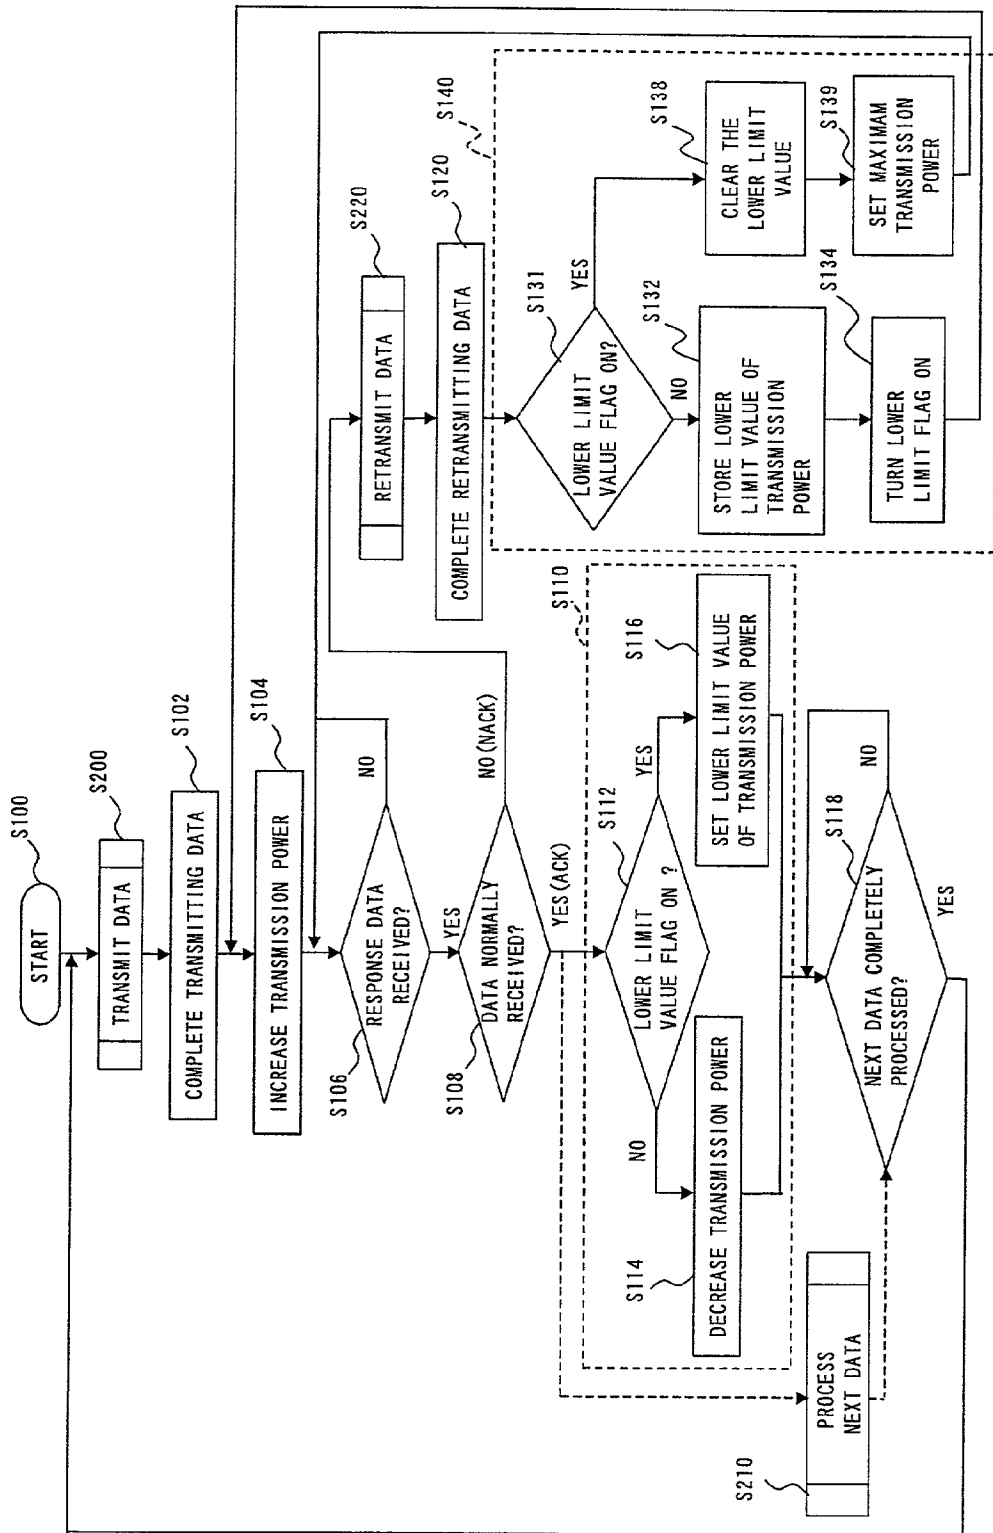 S100
START
S200
TRANSMIT DATA
S102
COMPLETE TRANSMITTING DATA
S104
INCREASE TRANSMISSION POWER
S106
RESPONSE DATA
RECEIVED?
NO
YES
S108
DATA NORMALLY
RECEIVED?
NO(NACK)
YES(ACK)
S110
S112
LOWER LIMIT
VALUE FLAG ON ?
NO
YES
S114
DECREASE TRANSMISSION POWER
S116
SET LOWER LIMIT VALUE
OF TRANSMISSION POWER
S210
PROCESS
NEXT DATA
S118
NEXT DATA COMPLETELY
PROCESSED?
NO
YES
S220
RETRANSMIT DATA
S120
COMPLETE RETRANSMITTING DATA
S140
S131
LOWER LIMIT
VALUE FLAG ON?
YES
NO
S132
STORE LOWER
LIMIT VALUE OF
TRANSMISSION
POWER
S134
TURN LOWER
LIMIT FLAG ON
S138
CLEAR THE
LOWER LIMIT
VALUE
S139
SET MAXIMAM
TRANSMISSION
POWER